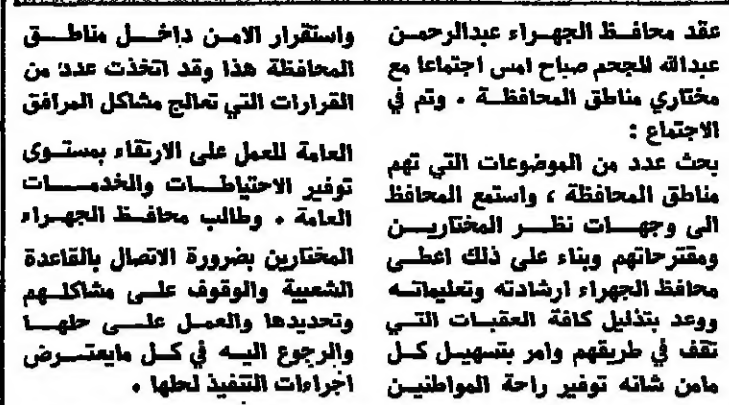 عقد محافظ الجهراء عبدالرحمن
عبدالله المجحم صباح امس اجتماعا مع
مختاري مناطق المحافظة . وتم في
الاجتماع :
بحث عدد من الموضوعات التي تهم
مناطق المحافظة ، واستمع المحافظ
الى وجهات نظر المختارين
ومقترحاتهم وبناء على ذلك اعطى
محافظ الجهراء ارشادته وتعليماته
ووعد بتذليل كافة العقبات التي
تقف في طريقهم وامر بتسهيل كل
مامن شانه توفير راحة المواطنين
واستقرار الامن داخل مناطق
المحافظة هذا وقد اتخذت عدد من
القرارات التي تعالج مشاكل المرافق
العامة للعمل على الارتقاء بمستوى
توفير الاحتياطات والخدمات
العامة . وطالب محافظ الجهراء
المختارين بضرورة الاتصال بالقاعدة
الشعبية والوقوف على مشاكلهم
وتحديدها والعمل على حلها
والرجوع اليه في كل مايعترض
اجراءات التنفيذ لحلها .